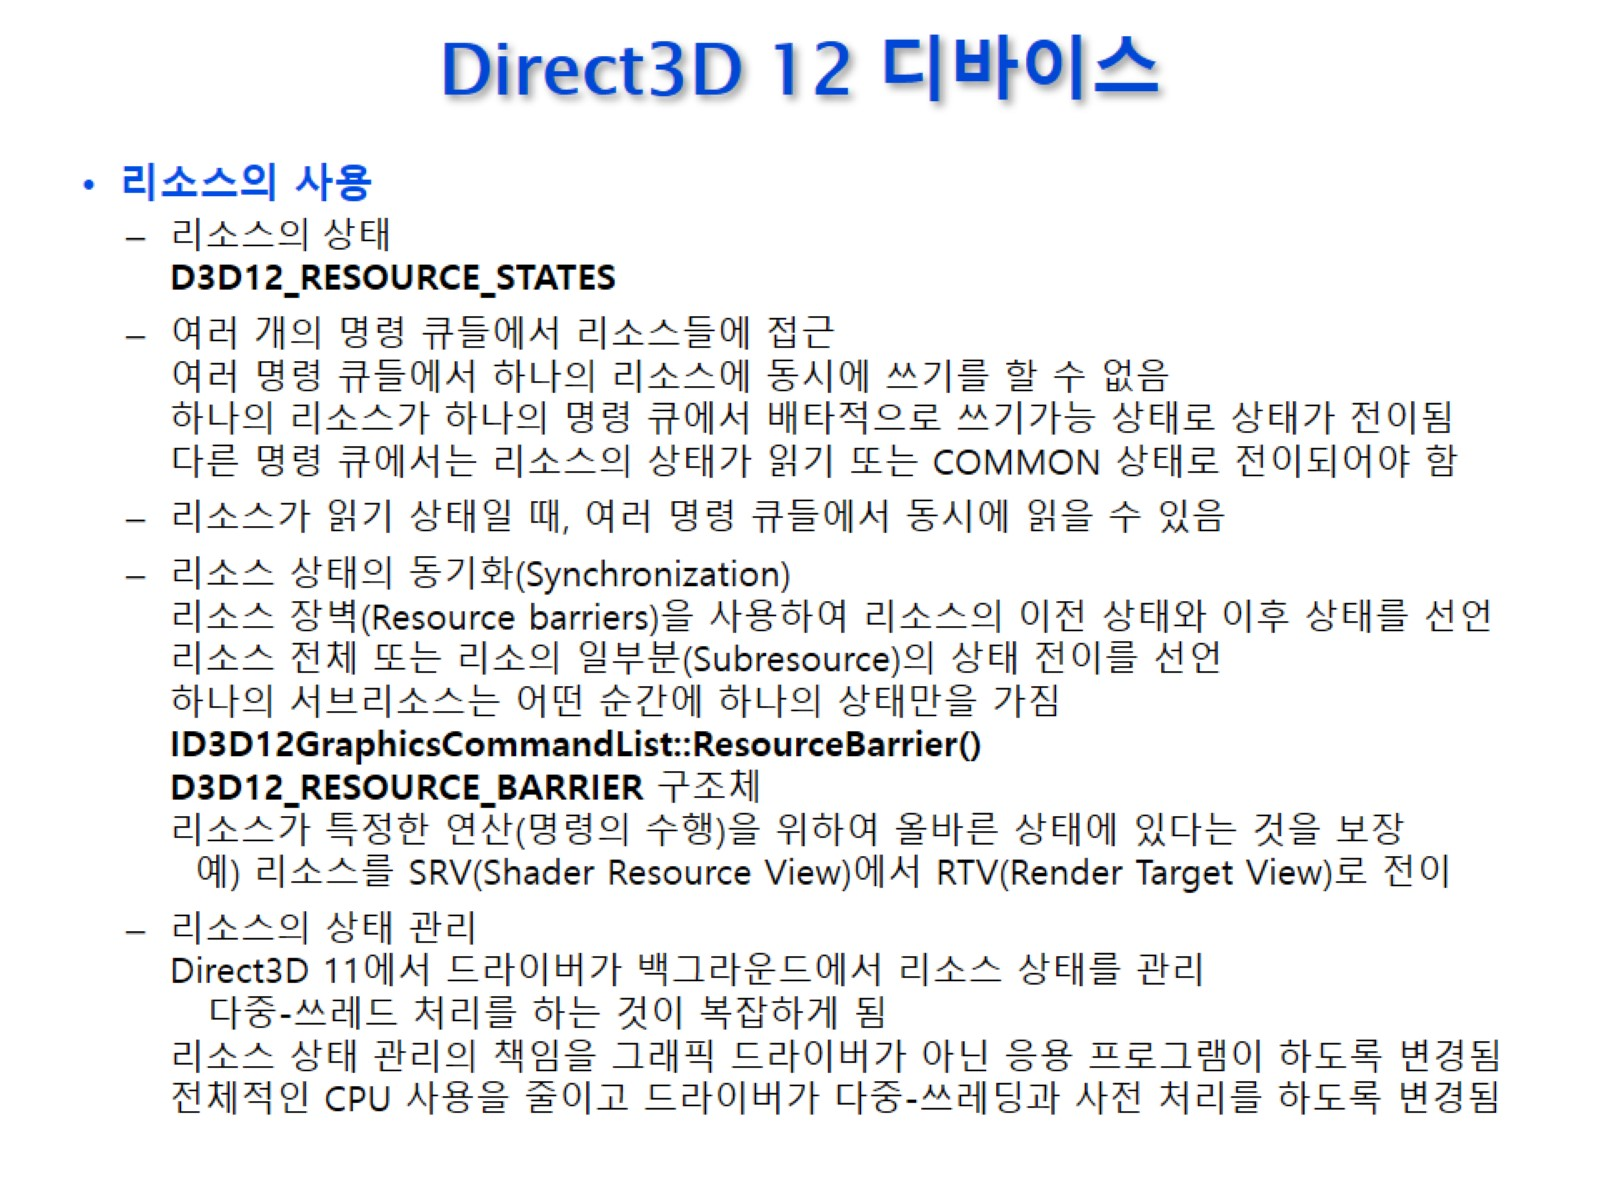 Direct3D 12 디바이스
• 리소스의 사용
– 리소스의 상태
D3D12_RESOURCE_STATES
– 여러 개의 명령 큐들에서 리소스들에 접근
여러 명령 큐들에서 하나의 리소스에 동시에 쓰기를 할 수 없음
하나의 리소스가 하나의 명령 큐에서 배타적으로 쓰기가능 상태로 상태가 전이됨
다른 명령 큐에서는 리소스의 상태가 읽기 또는 COMMON 상태로 전이되어야 함
– 리소스가 읽기 상태일 때, 여러 명령 큐들에서 동시에 읽을 수 있음
– 리소스 상태의 동기화(Synchronization)
리소스 장벽(Resource barriers)을 사용하여 리소스의 이전 상태와 이후 상태를 선언
리소스 전체 또는 리소의 일부분(Subresource)의 상태 전이를 선언
하나의 서브리소스는 어떤 순간에 하나의 상태만을 가짐
ID3D12GraphicsCommandList::ResourceBarrier()
D3D12_RESOURCE_BARRIER 구조체
리소스가 특정한 연산(명령의 수행)을 위하여 올바른 상태에 있다는 것을 보장
예) 리소스를 SRV(Shader Resource View)에서 RTV(Render Target View)로 전이
– 리소스의 상태 관리
Direct3D 11에서 드라이버가 백그라운드에서 리소스 상태를 관리
다중-쓰레드 처리를 하는 것이 복잡하게 됨
리소스 상태 관리의 책임을 그래픽 드라이버가 아닌 응용 프로그램이 하도록 변경됨
전체적인 CPU 사용을 줄이고 드라이버가 다중-쓰레딩과 사전 처리를 하도록 변경됨